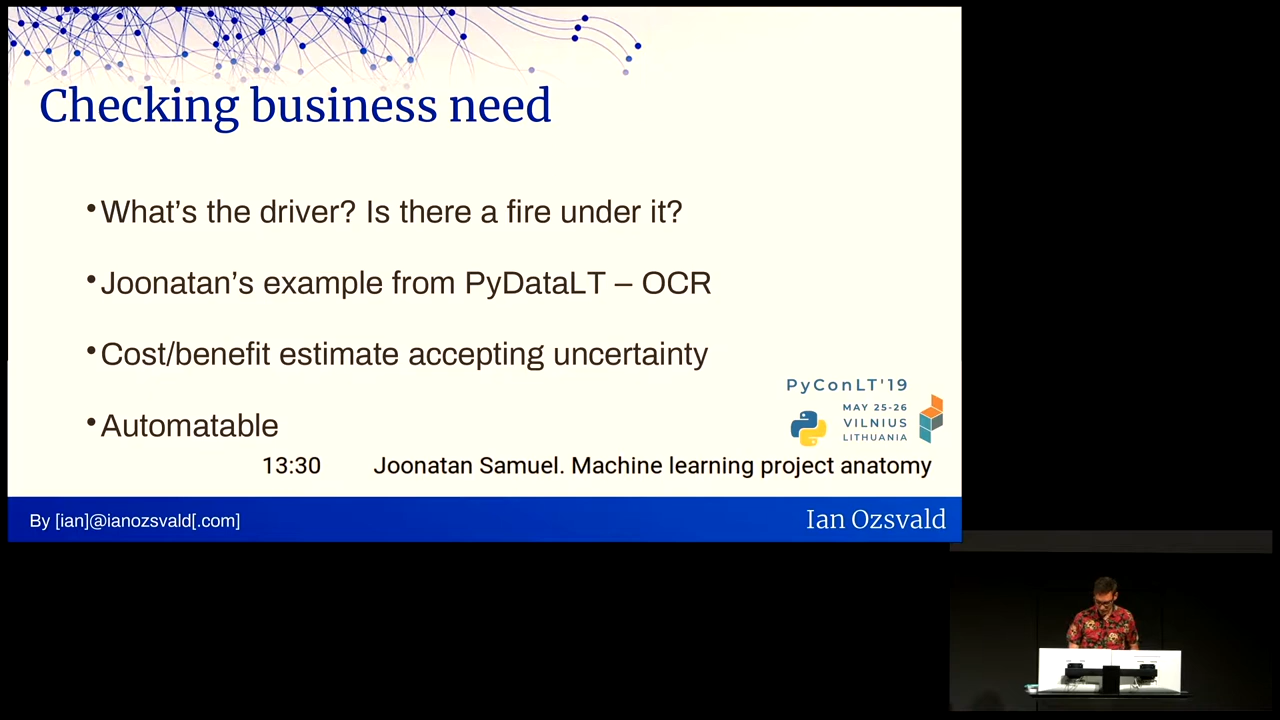 Checking business need
•What’s the driver? Is there a fire under it?
•Joonatan’s example from PyDataLT – OCR
•Cost/benefit estimate accepting uncertainty
•Automatable
PyConLT'19
MAY 25-26
VILNIUS
LITHUANIA
13:30 Joonatan Samuel. Machine learning project anatomy
By [ian]@ianozsvald[.com]
Ian Ozsvald